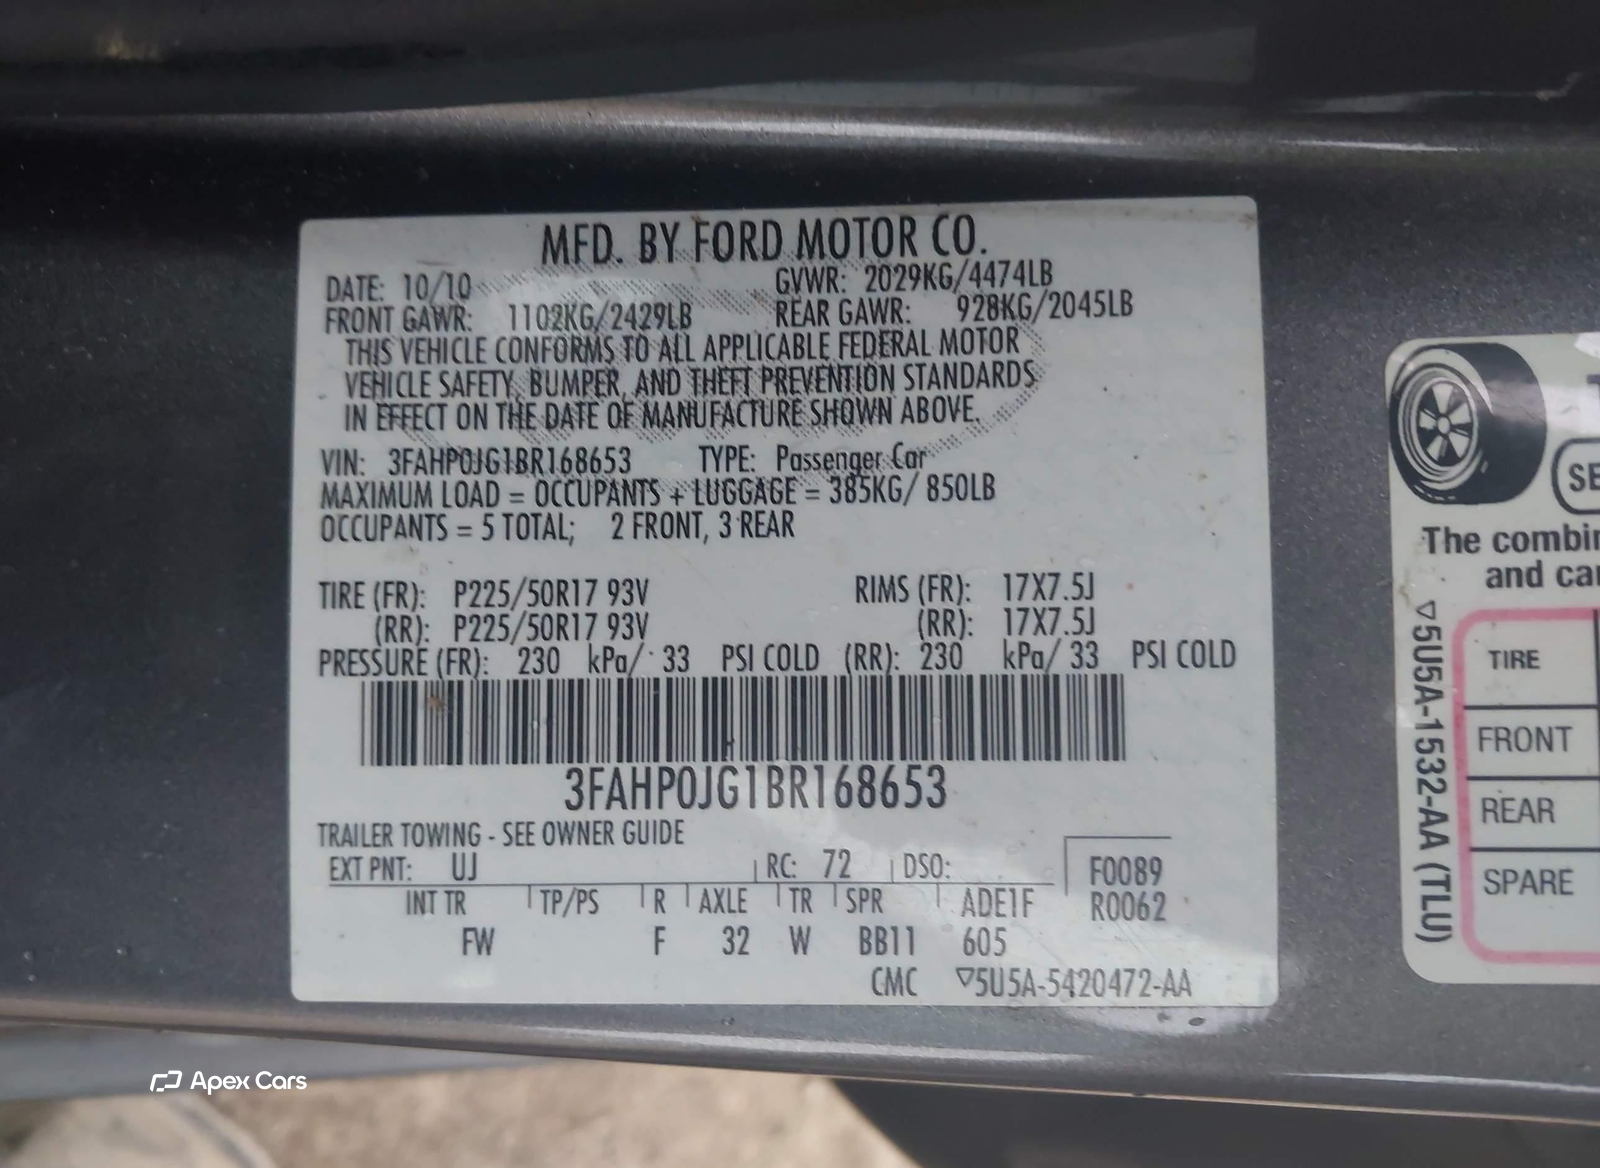 MFD. BY FORD MOTOR CO.
DATE: 10/10 GVWR: 2029KG/4474LB
FRONT GAWR: 1102KG/2429LB REAR GAWR: 928KG/2045LB
THIS VEHICLE CONFORMS TO ALL APPLICABLE FEDERAL MOTOR
VEHICLE SAFETY, BUMPER, AND THEFT PREVENTION STANDARDS
IN EFFECT ON THE DATE OF MANUFACTURE SHOWN ABOVE.
VIN: 3FAHP0JG1BR168653 TYPE: Passenger Car
MAXIMUM LOAD = OCCUPANTS + LUGGAGE = 385KG/ 850LB
OCCUPANTS = 5 TOTAL; 2 FRONT, 3 REAR
TIRE (FR): P225/50R17 93V RIMS (FR): 17X7.5J
(RR): P225/50R17 93V (RR): 17X7.5J
PRESSURE (FR): 230 kPa/ 33 PSI COLD (RR): 230 kPa/ 33 PSI COLD
3FAHP0JG1BR168653
TRAILER TOWING - SEE OWNER GUIDE
EXT PNT: UJ RC: 72 DSO: F0089
INT TR TP/PS R AXLE TR SPR ADE1F R0062
FW F 32 W BB11 605
CMC ▽5U5A-5420472-AA
The
and
▽5U5A-1532-AA (TLU)
TIRE
FRONT
REAR
SPARE
Apex Cars